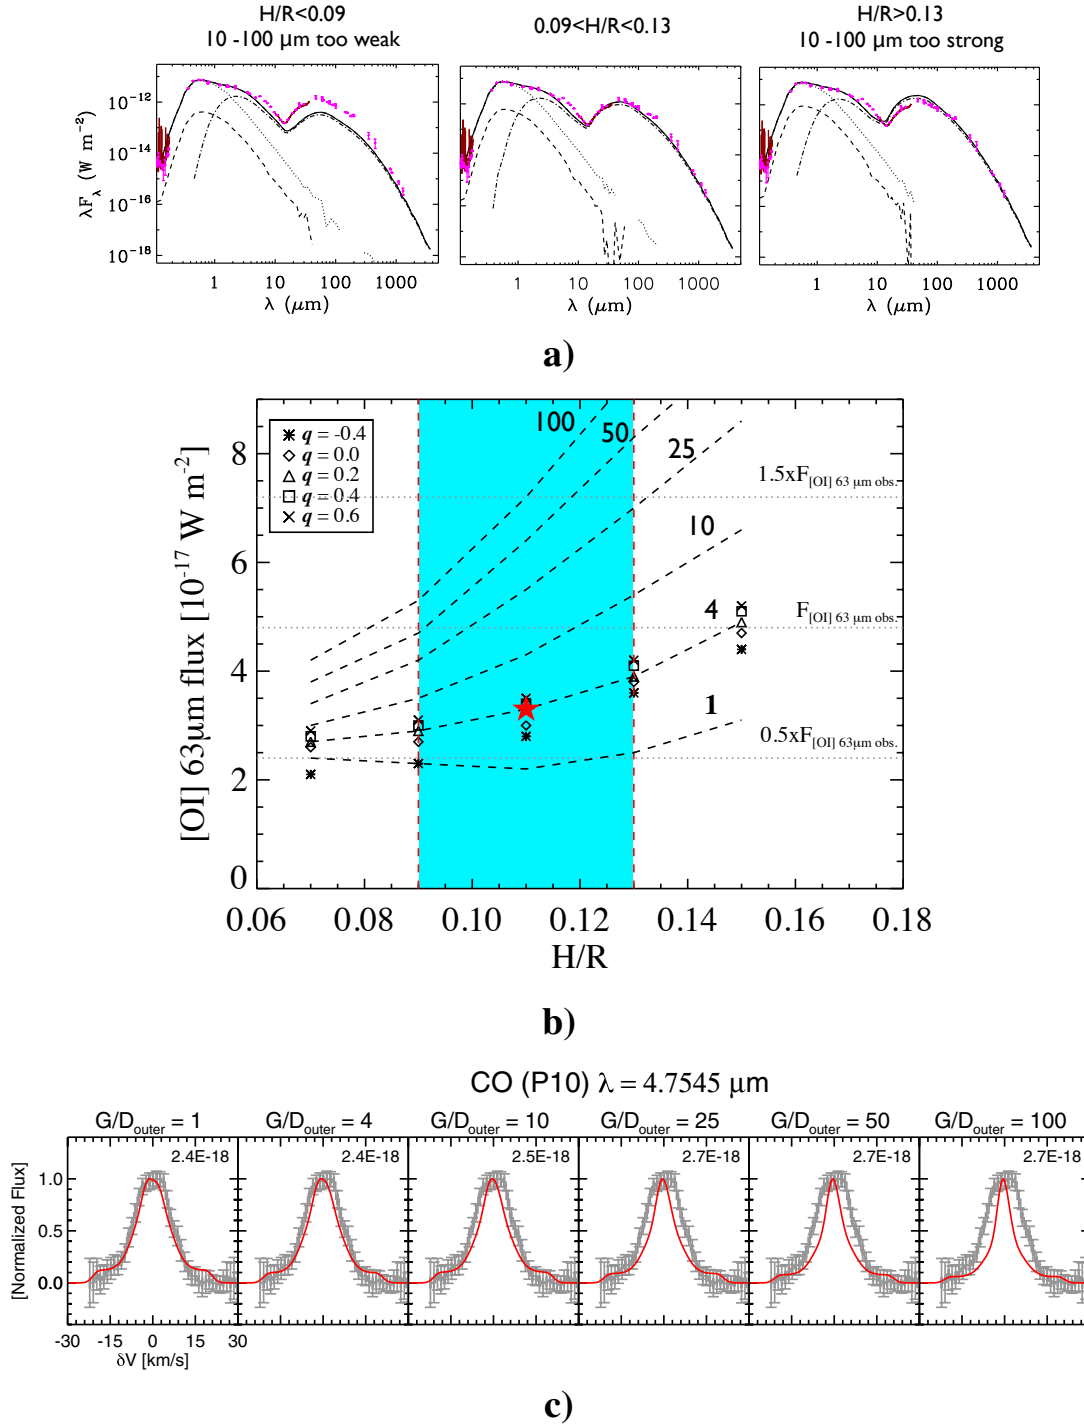 H/R<0.09
10 -100 μm too weak
0.09<H/R<0.13
H/R>0.13
10 -100 μm too strong
λFλ (W m⁻²)
10⁻¹²
10⁻¹⁴
10⁻¹⁶
10⁻¹⁸
1 10 100 1000
λ (μm)
1 10 100 1000
λ (μm)
1 10 100 1000
λ (μm)
a)
[OI] 63μm flux [10⁻¹⁷ W m⁻²]
8
6
4
2
0
q = -0.4
q = 0.0
q = 0.2
q = 0.4
q = 0.6
100
50
25
10
4
1
1.5xF[OI] 63 μm obs.
F[OI] 63 μm obs.
0.5xF[OI] 63μm obs.
0.06 0.08 0.10 0.12 0.14 0.16 0.18
H/R
b)
CO (P10) λ = 4.7545 μm
G/Douter = 1
G/Douter = 4
G/Douter = 10
G/Douter = 25
G/Douter = 50
G/Douter = 100
2.4E-18
2.4E-18
2.5E-18
2.7E-18
2.7E-18
2.7E-18
[Normalized Flux]
1.0
0.5
0.0
-30 -15 0 15 30
δV [km/s]
c)